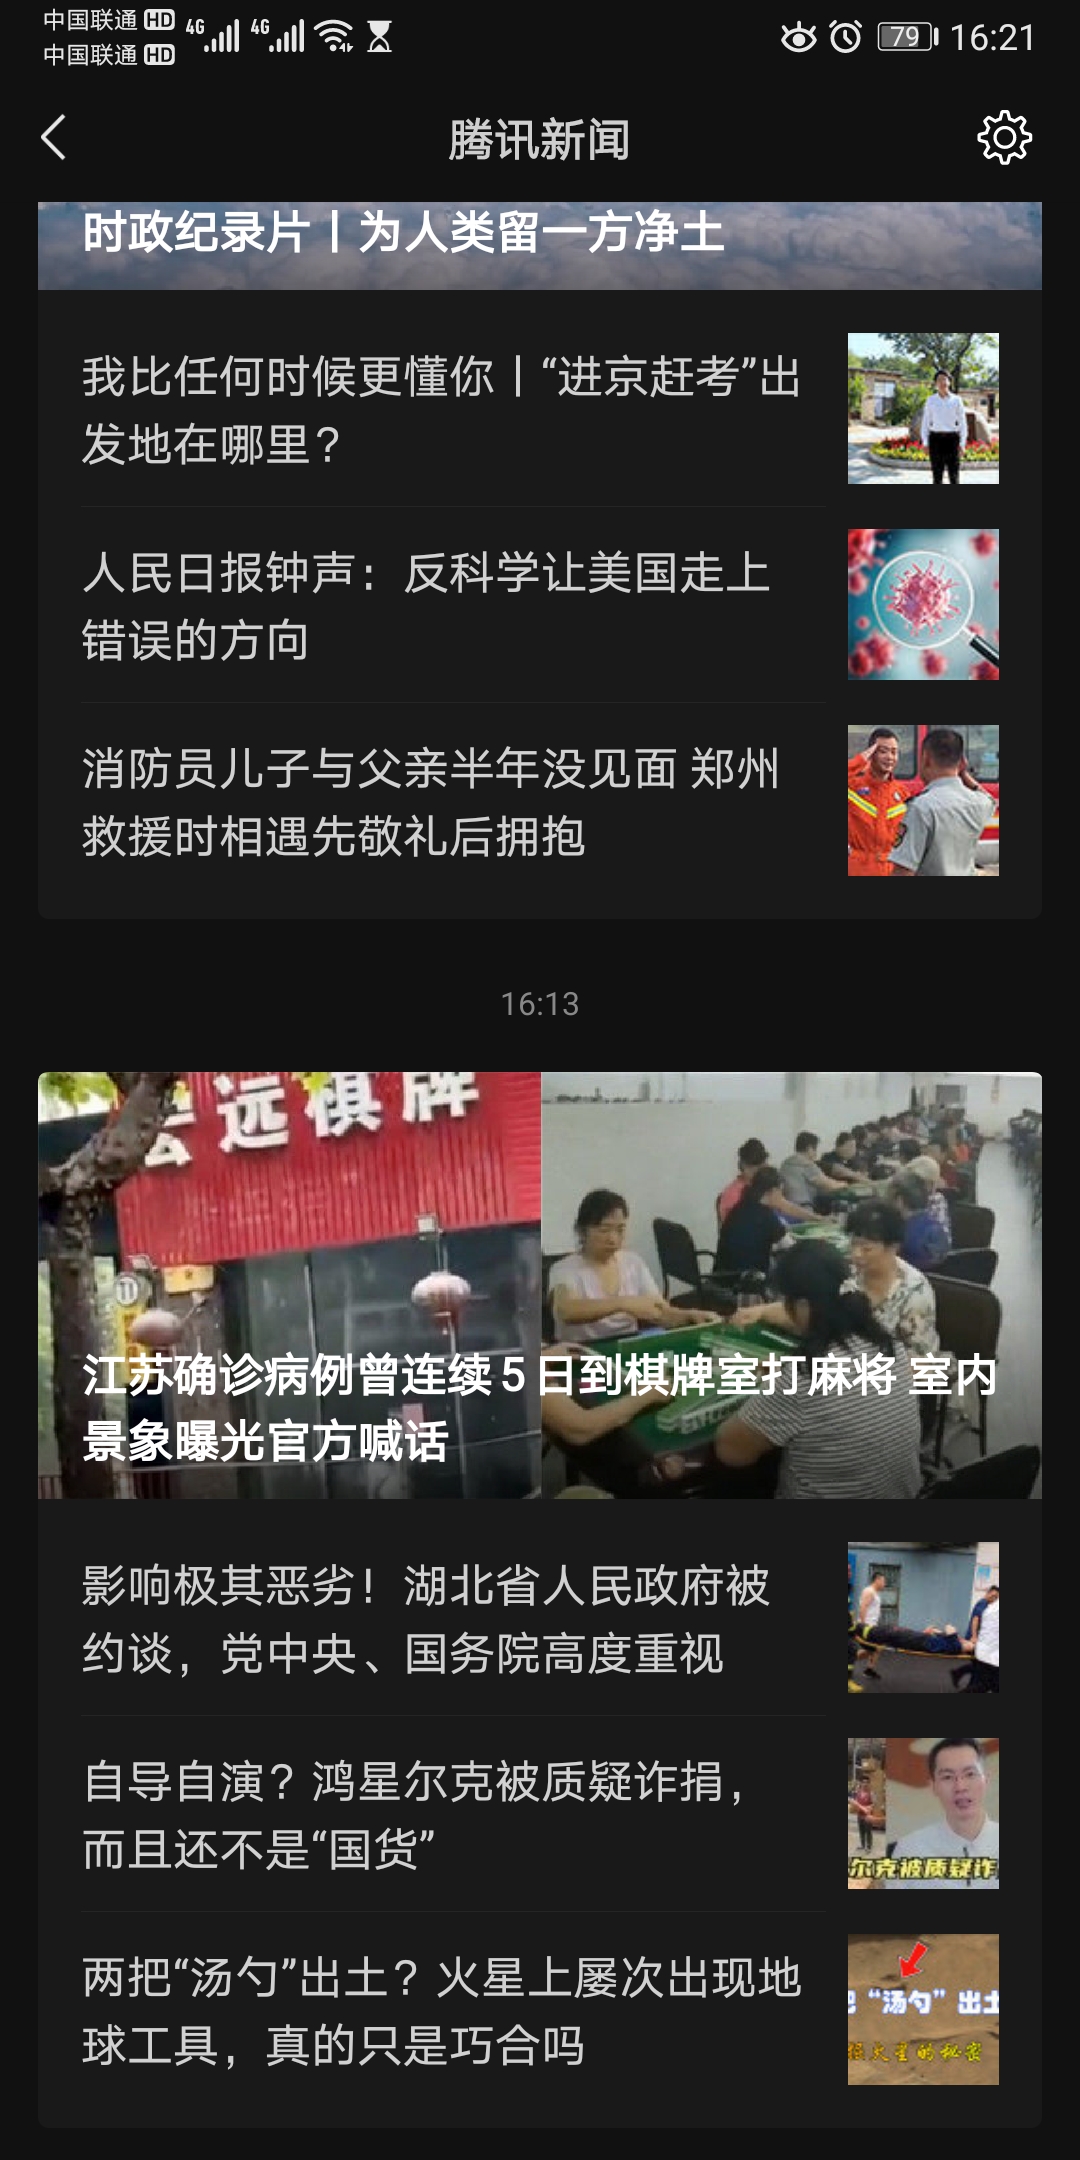 中国联通 HD 4G 4G 79 16:21
中国联通 HD
腾讯新闻
时政纪录片丨为人类留一方净土
我比任何时候更懂你丨“进京赶考”出
发地在哪里？
人民日报钟声：反科学让美国走上
错误的方向
消防员儿子与父亲半年没见面 郑州
救援时相遇先敬礼后拥抱
16:13
远棋牌
江苏确诊病例曾连续5日到棋牌室打麻将 室内
景象曝光官方喊话
影响极其恶劣！湖北省人民政府被
约谈，党中央、国务院高度重视
自导自演？鸿星尔克被质疑诈捐，
而且还不是“国货”
尔克被质疑诈
两把“汤勺”出土？火星上屡次出现地
球工具，真的只是巧合吗
“汤勺”出土
火星的秘密